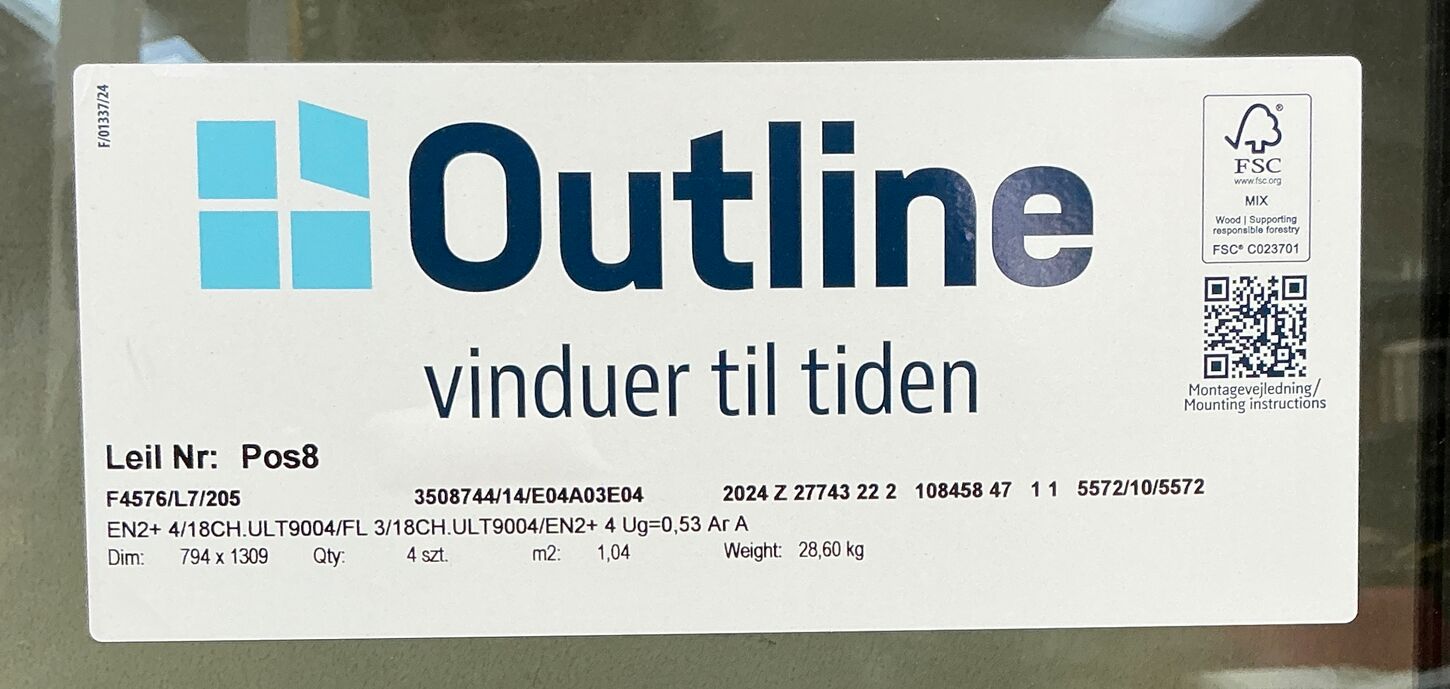 F/01337/24
Outline
vinduer til tiden
FSC
www.fsc.org
MIX
Wood | Supporting
responsible forestry
FSC® C023701
Montagevejledning/
Mounting instructions
Leil Nr: Pos8
F4576/L7/205 3508744/14/E04A03E04 2024 Z 27743 22 2 108458 47 1 1 5572/10/5572
EN2+ 4/18CH.ULT9004/FL 3/18CH.ULT9004/EN2+ 4 Ug=0,53 Ar A
Dim: 794 x 1309 Qty: 4 szt. m2: 1,04 Weight: 28,60 kg